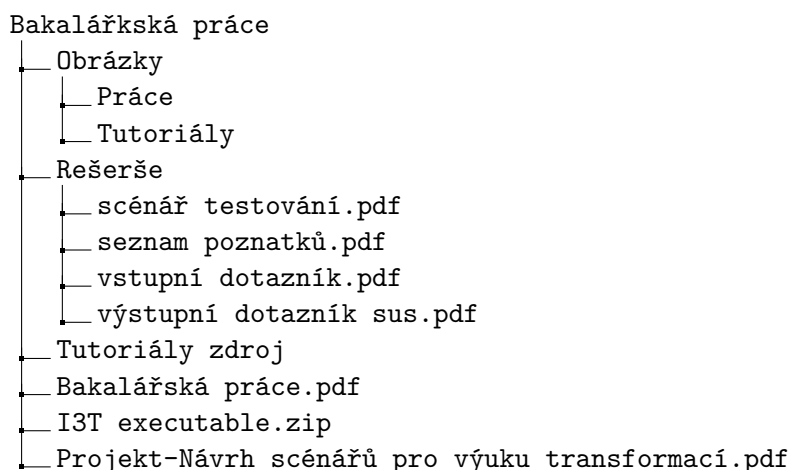 Bakalářkská práce
Obrázky
Práce
Tutoriály
Rešerše
scénář testování.pdf
seznam poznatků.pdf
vstupní dotazník.pdf
výstupní dotazník sus.pdf
Tutoriály zdroj
Bakalářská práce.pdf
I3T executable.zip
Projekt-Návrh scénářů pro výuku transformací.pdf